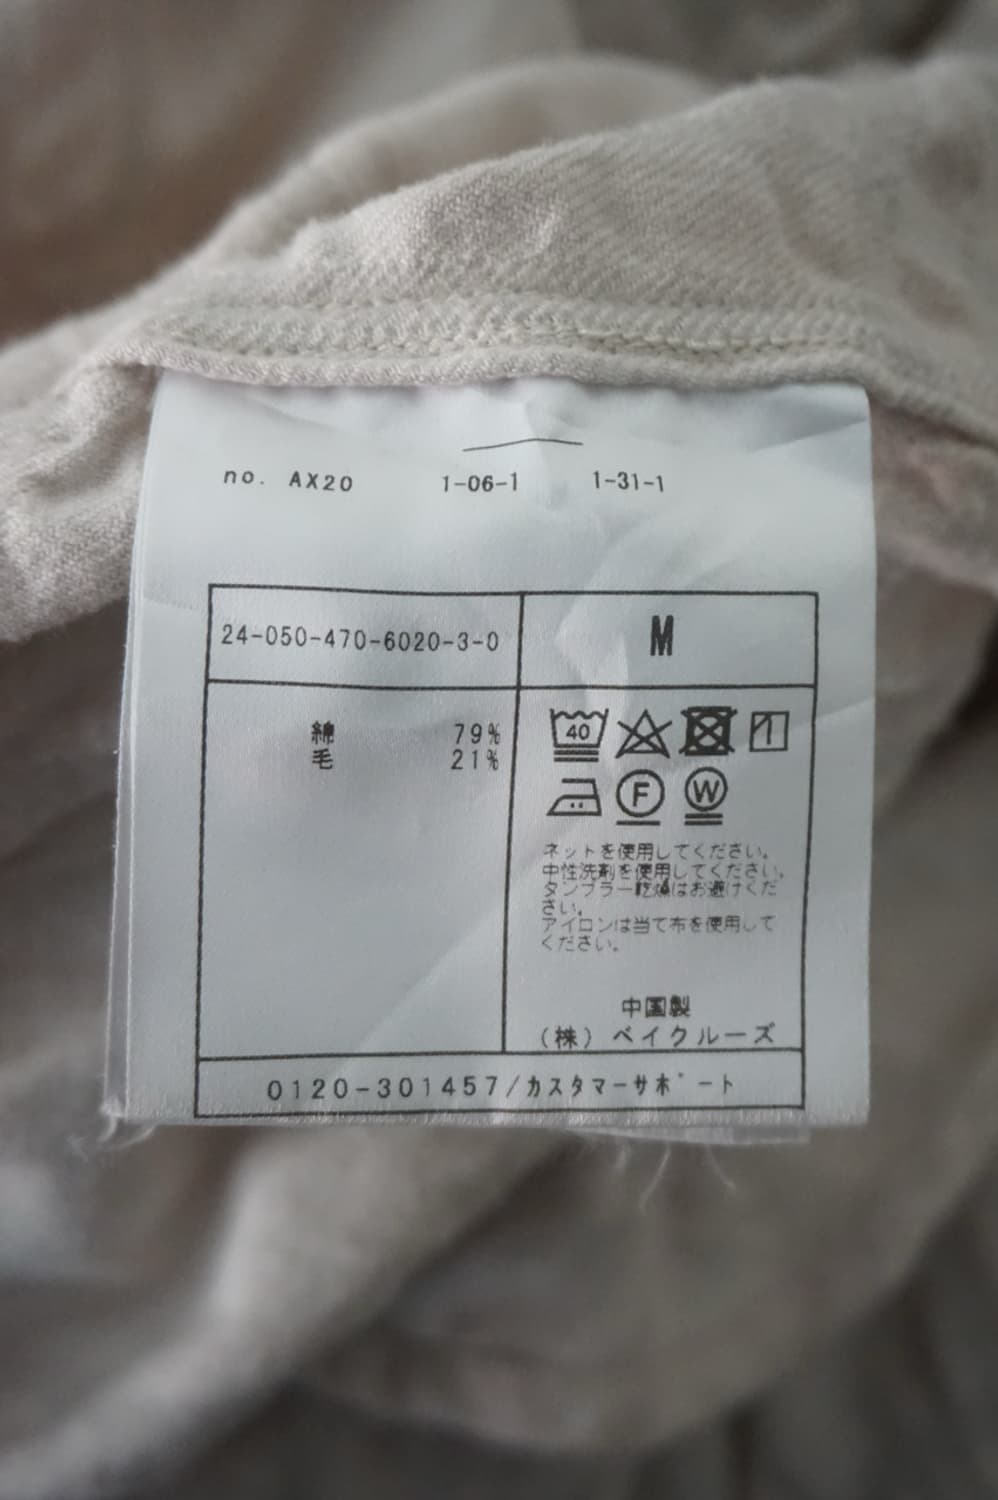 no. AX20 1-06-1 1-31-1
24-050-470-6020-3-0
M
綿 79%
毛 21%
40
F W
ネットを使用してください。
中性洗剤を使用してください。
タンブラー乾燥はお避けくだ
さい。
アイロンは当て布を使用して
ください。
中国製
(株) ベイクルーズ
0120-301457/カスタマーサポート